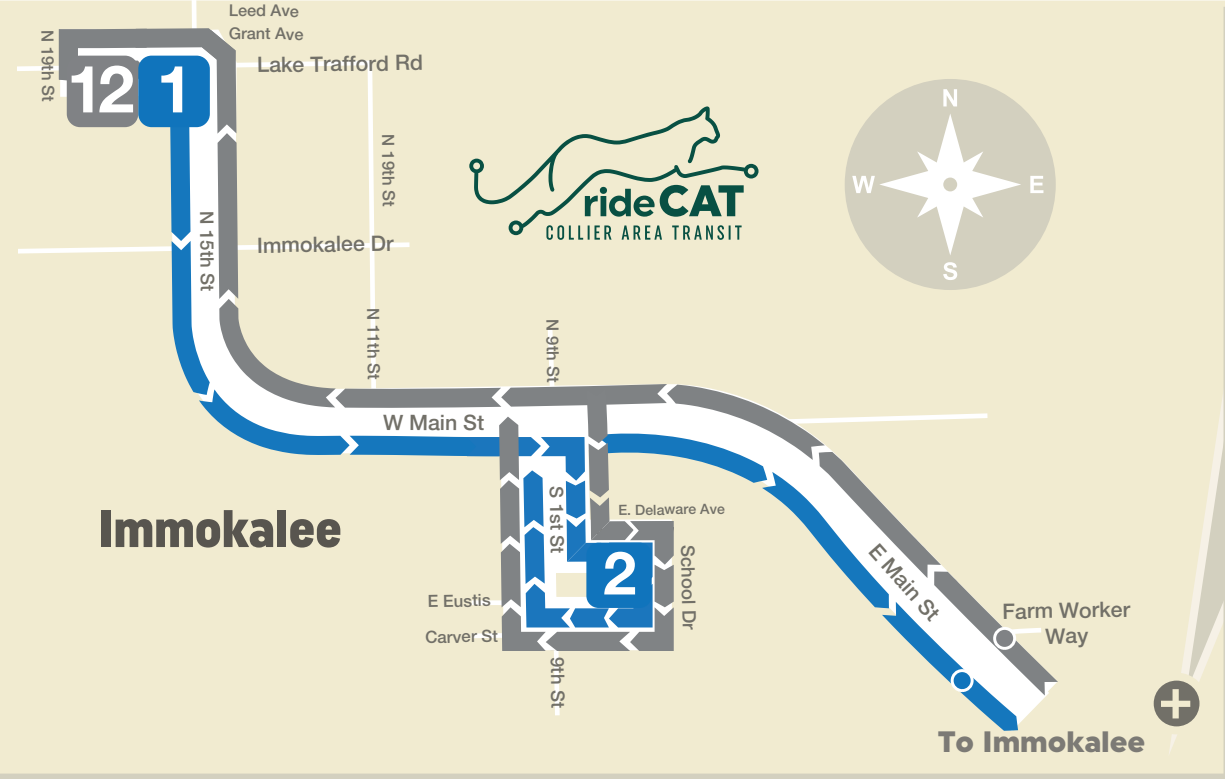 Leed Ave
Grant Ave
N 19th St
Lake Trafford Rd
12
1
N 19th St
N
W
E
S
rideCAT
COLLIER AREA TRANSIT
N 15th St
Immokalee Dr
N 11th St
N 9th St
W Main St
Immokalee
S 1st St
E. Delaware Ave
2
School Dr
E Main St
E Eustis
Carver St
9th St
Farm Worker
Way
To Immokalee